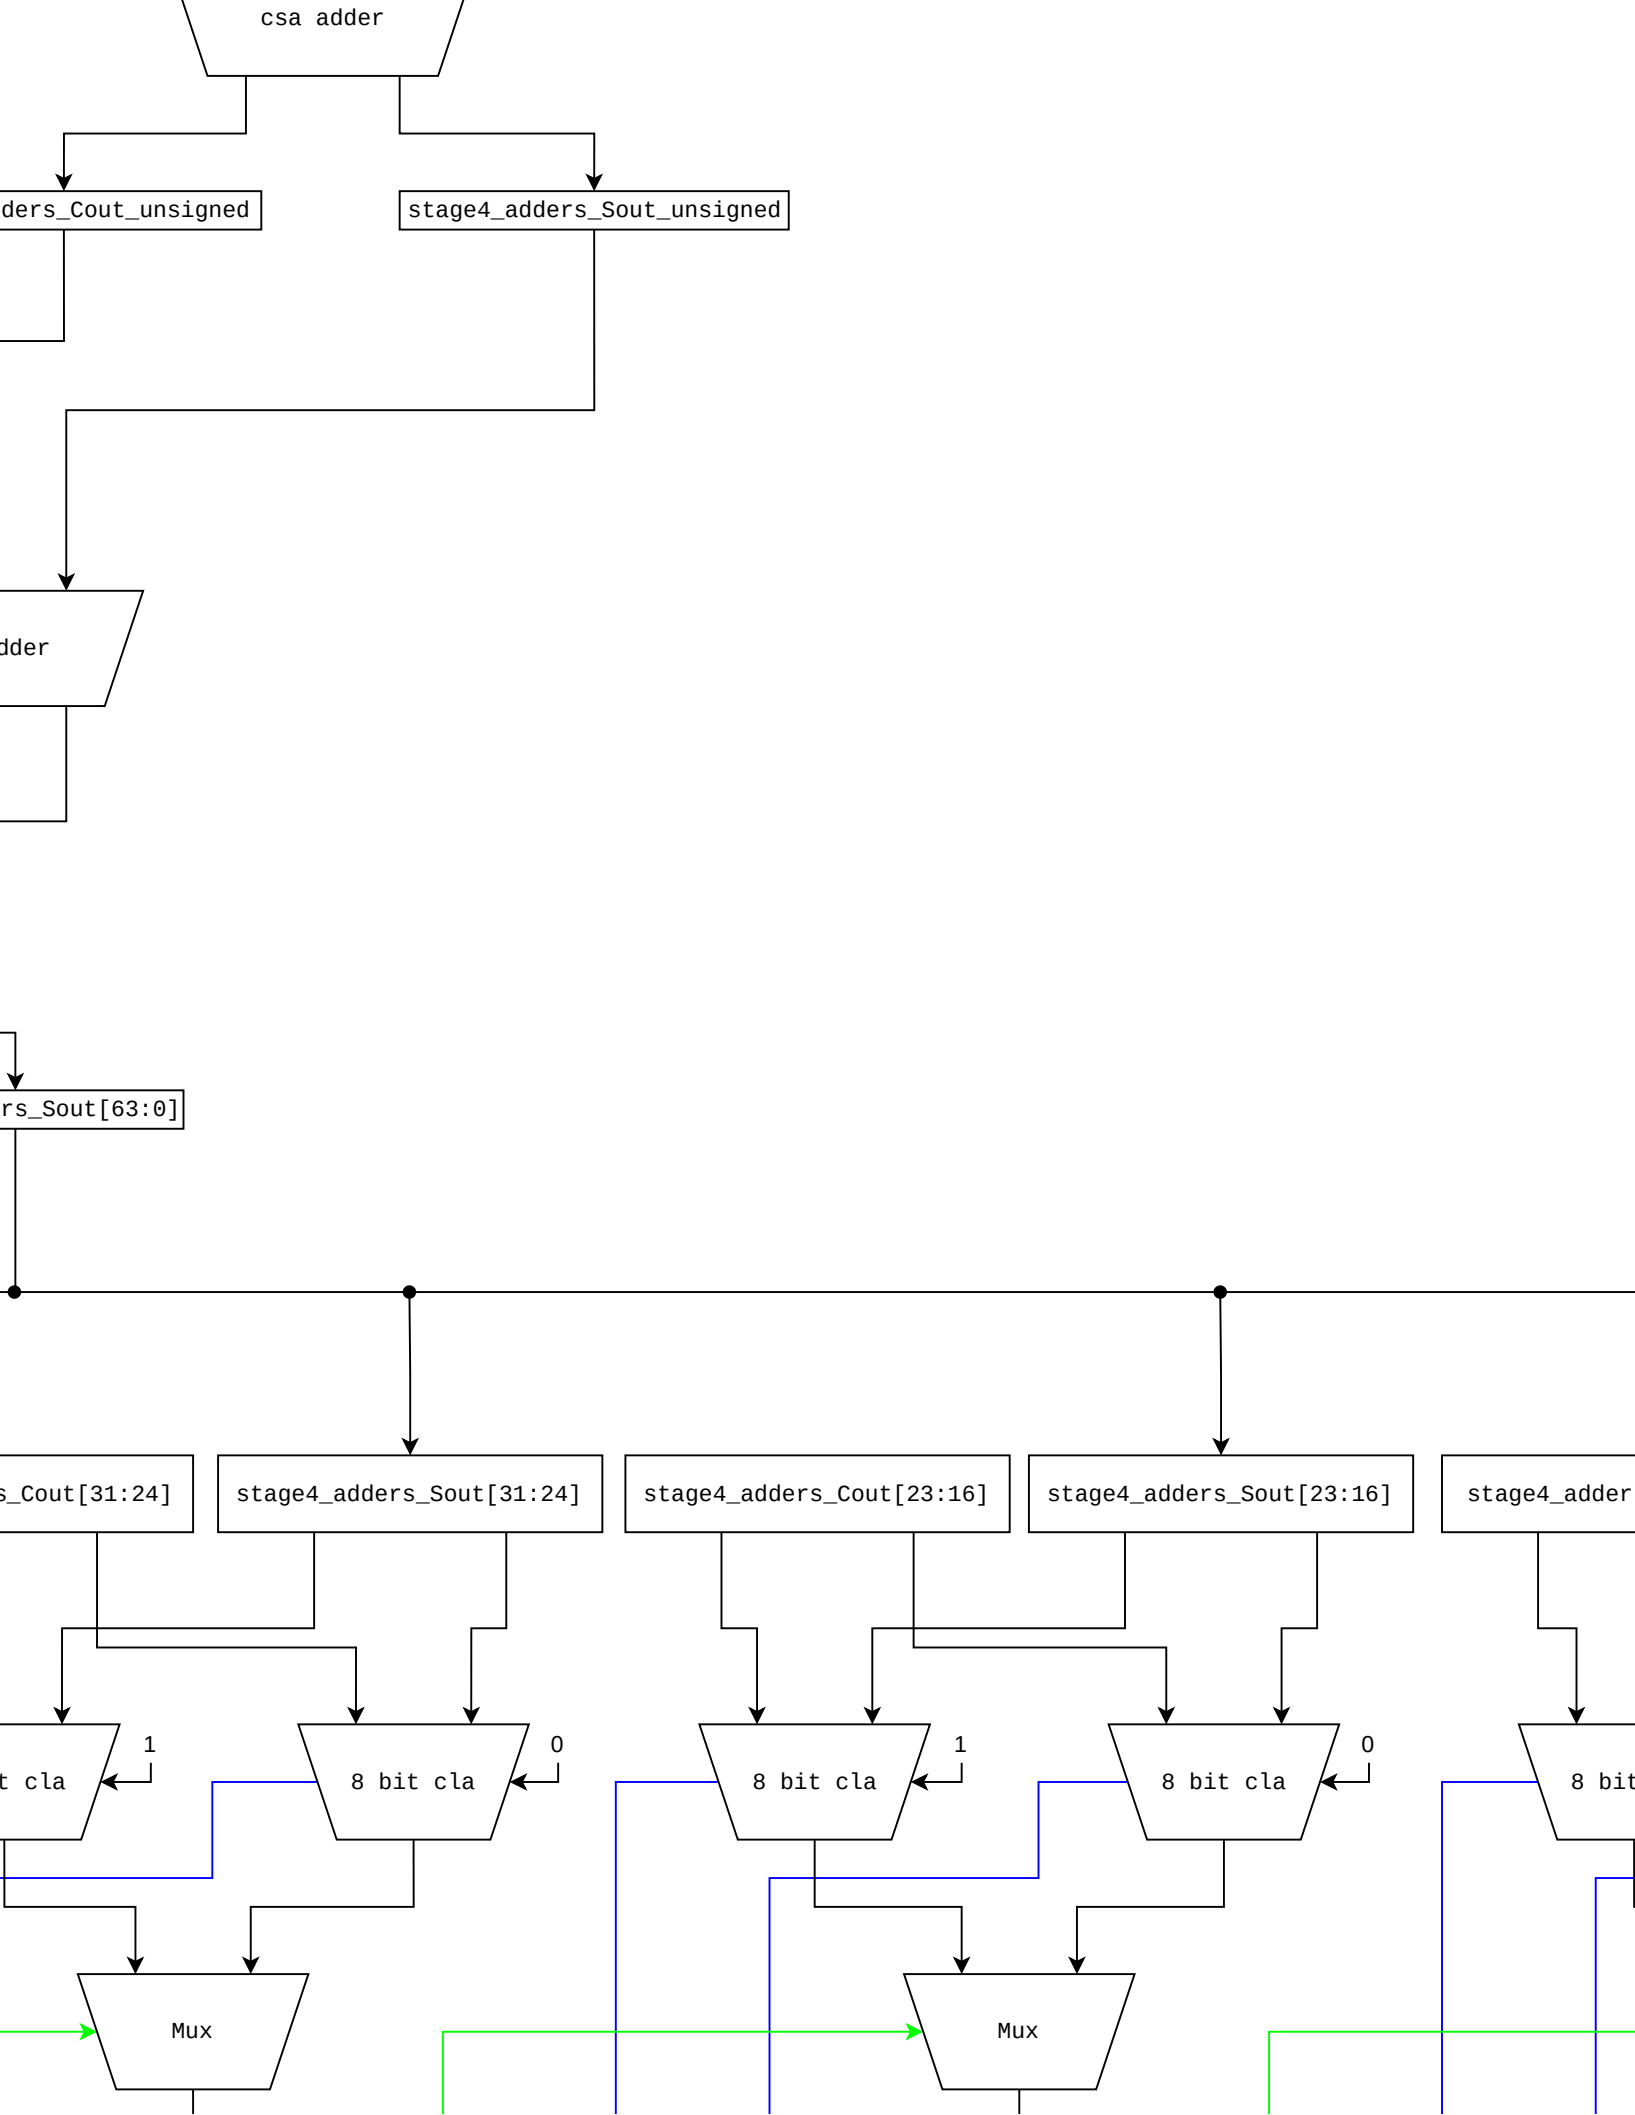 csa adder
ders_Cout_unsigned
stage4_adders_Sout_unsigned
dder
rs_Sout[63:0]
s_Cout[31:24]
stage4_adders_Sout[31:24]
stage4_adders_Cout[23:16]
stage4_adders_Sout[23:16]
stage4_adder
1
0
1
0
t cla
8 bit cla
8 bit cla
8 bit cla
8 bit
Mux
Mux